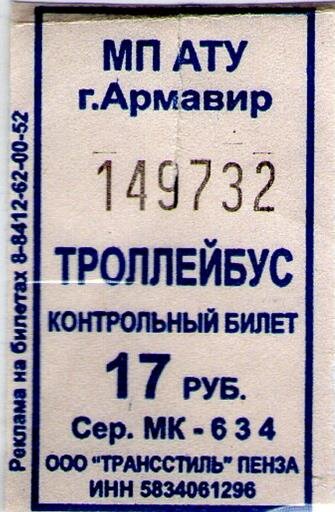 МП АТУ
г.Армавир
149732
ТРОЛЛЕЙБУС
КОНТРОЛЬНЫЙ БИЛЕТ
17 РУБ.
Сер. МК - 6 3 4
ООО "ТРАНССТИЛЬ" ПЕНЗА
ИНН 5834061296
Реклама на билетах 8-8412-62-00-52